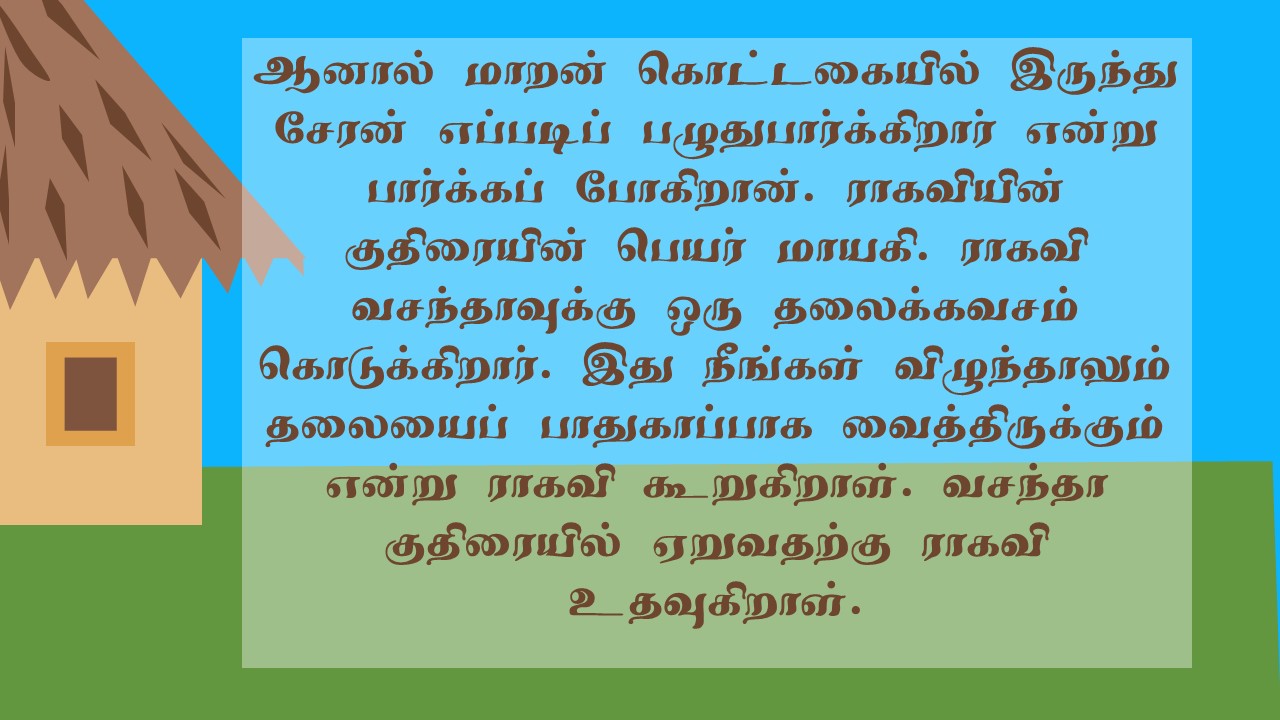 ஆனால் மாறன் கொட்டகையில் இருந்து
சேரன் எப்படிப் பழுதுபார்க்கிறார் என்று
பார்க்கப் போகிறான். ராகவியின்
குதிரையின் பெயர் மாயகி. ராகவி
வசந்தாவுக்கு ஒரு தலைக்கவசம்
கொடுக்கிறார். இது நீங்கள் விழுந்தாலும்
தலையைப் பாதுகாப்பாக வைத்திருக்கும்
என்று ராகவி கூறுகிறாள். வசந்தா
குதிரையில் ஏறுவதற்கு ராகவி
உதவுகிறாள்.